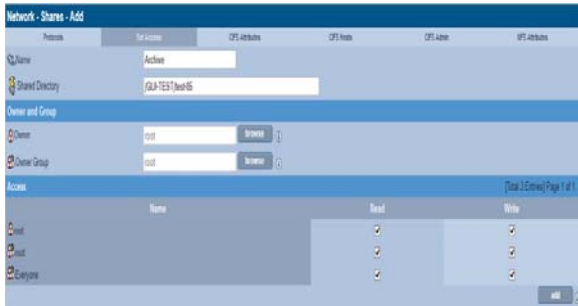 Network - Shares - Add
Protocols Set Access CIFS Attributes CIFS Hosts CIFS Admin NFS Attributes
Name Archive
Shared Directory /GUI-TEST/test-65
Owner and Group
Owner root browse
Owner Group root browse
Access [Total 3 Entries] Page 1 of 1
Name Read Write
root
root
Everyone
add